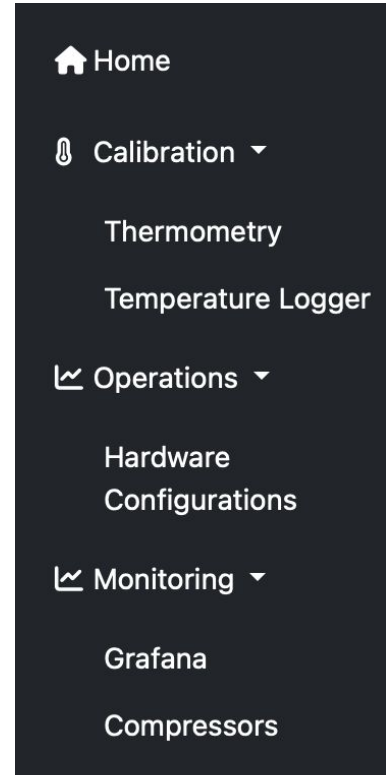 Home
Calibration
Thermometry
Temperature Logger
Operations
Hardware
Configurations
Monitoring
Grafana
Compressors